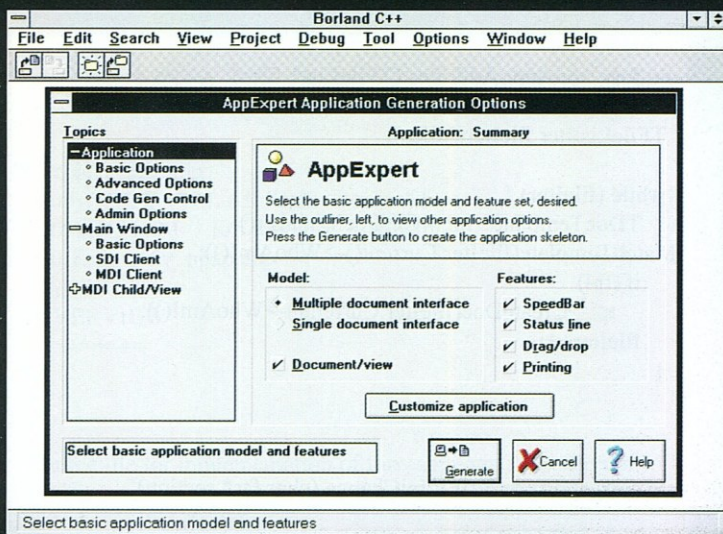 Borland C++
File Edit Search View Project Debug Tool Options Window Help
AppExpert Application Generation Options
Topics
Application
Basic Options
Advanced Options
Code Gen Control
Admin Options
Main Window
Basic Options
SDI Client
MDI Client
MDI Child/View
Application: Summary
AppExpert
Select the basic application model and feature set, desired.
Use the outliner, left, to view other application options.
Press the Generate button to create the application skeleton.
Model:
Multiple document interface
Single document interface
Document/view
Features:
SpeedBar
Status line
Drag/drop
Printing
Customize application
Select basic application model and features
Generate
Cancel
? Help
Select basic application model and features